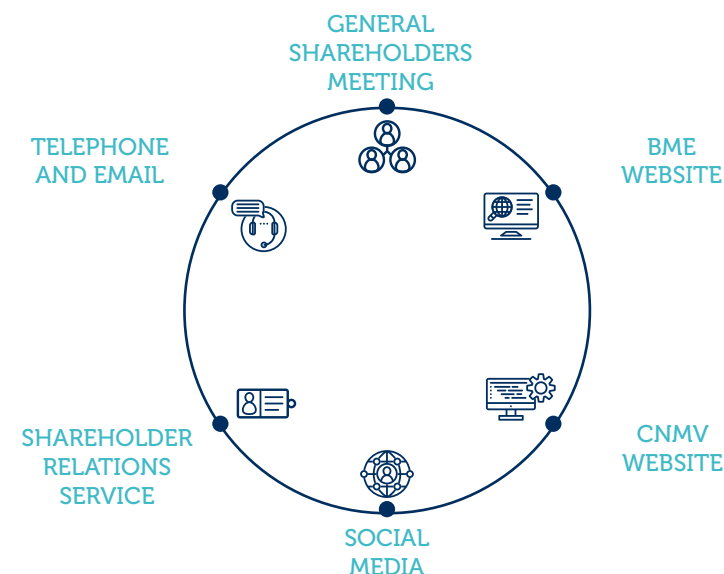 GENERAL
SHAREHOLDERS
MEETING
TELEPHONE
AND EMAIL
BME
WEBSITE
SHAREHOLDER
RELATIONS
SERVICE
CNMV
WEBSITE
SOCIAL
MEDIA